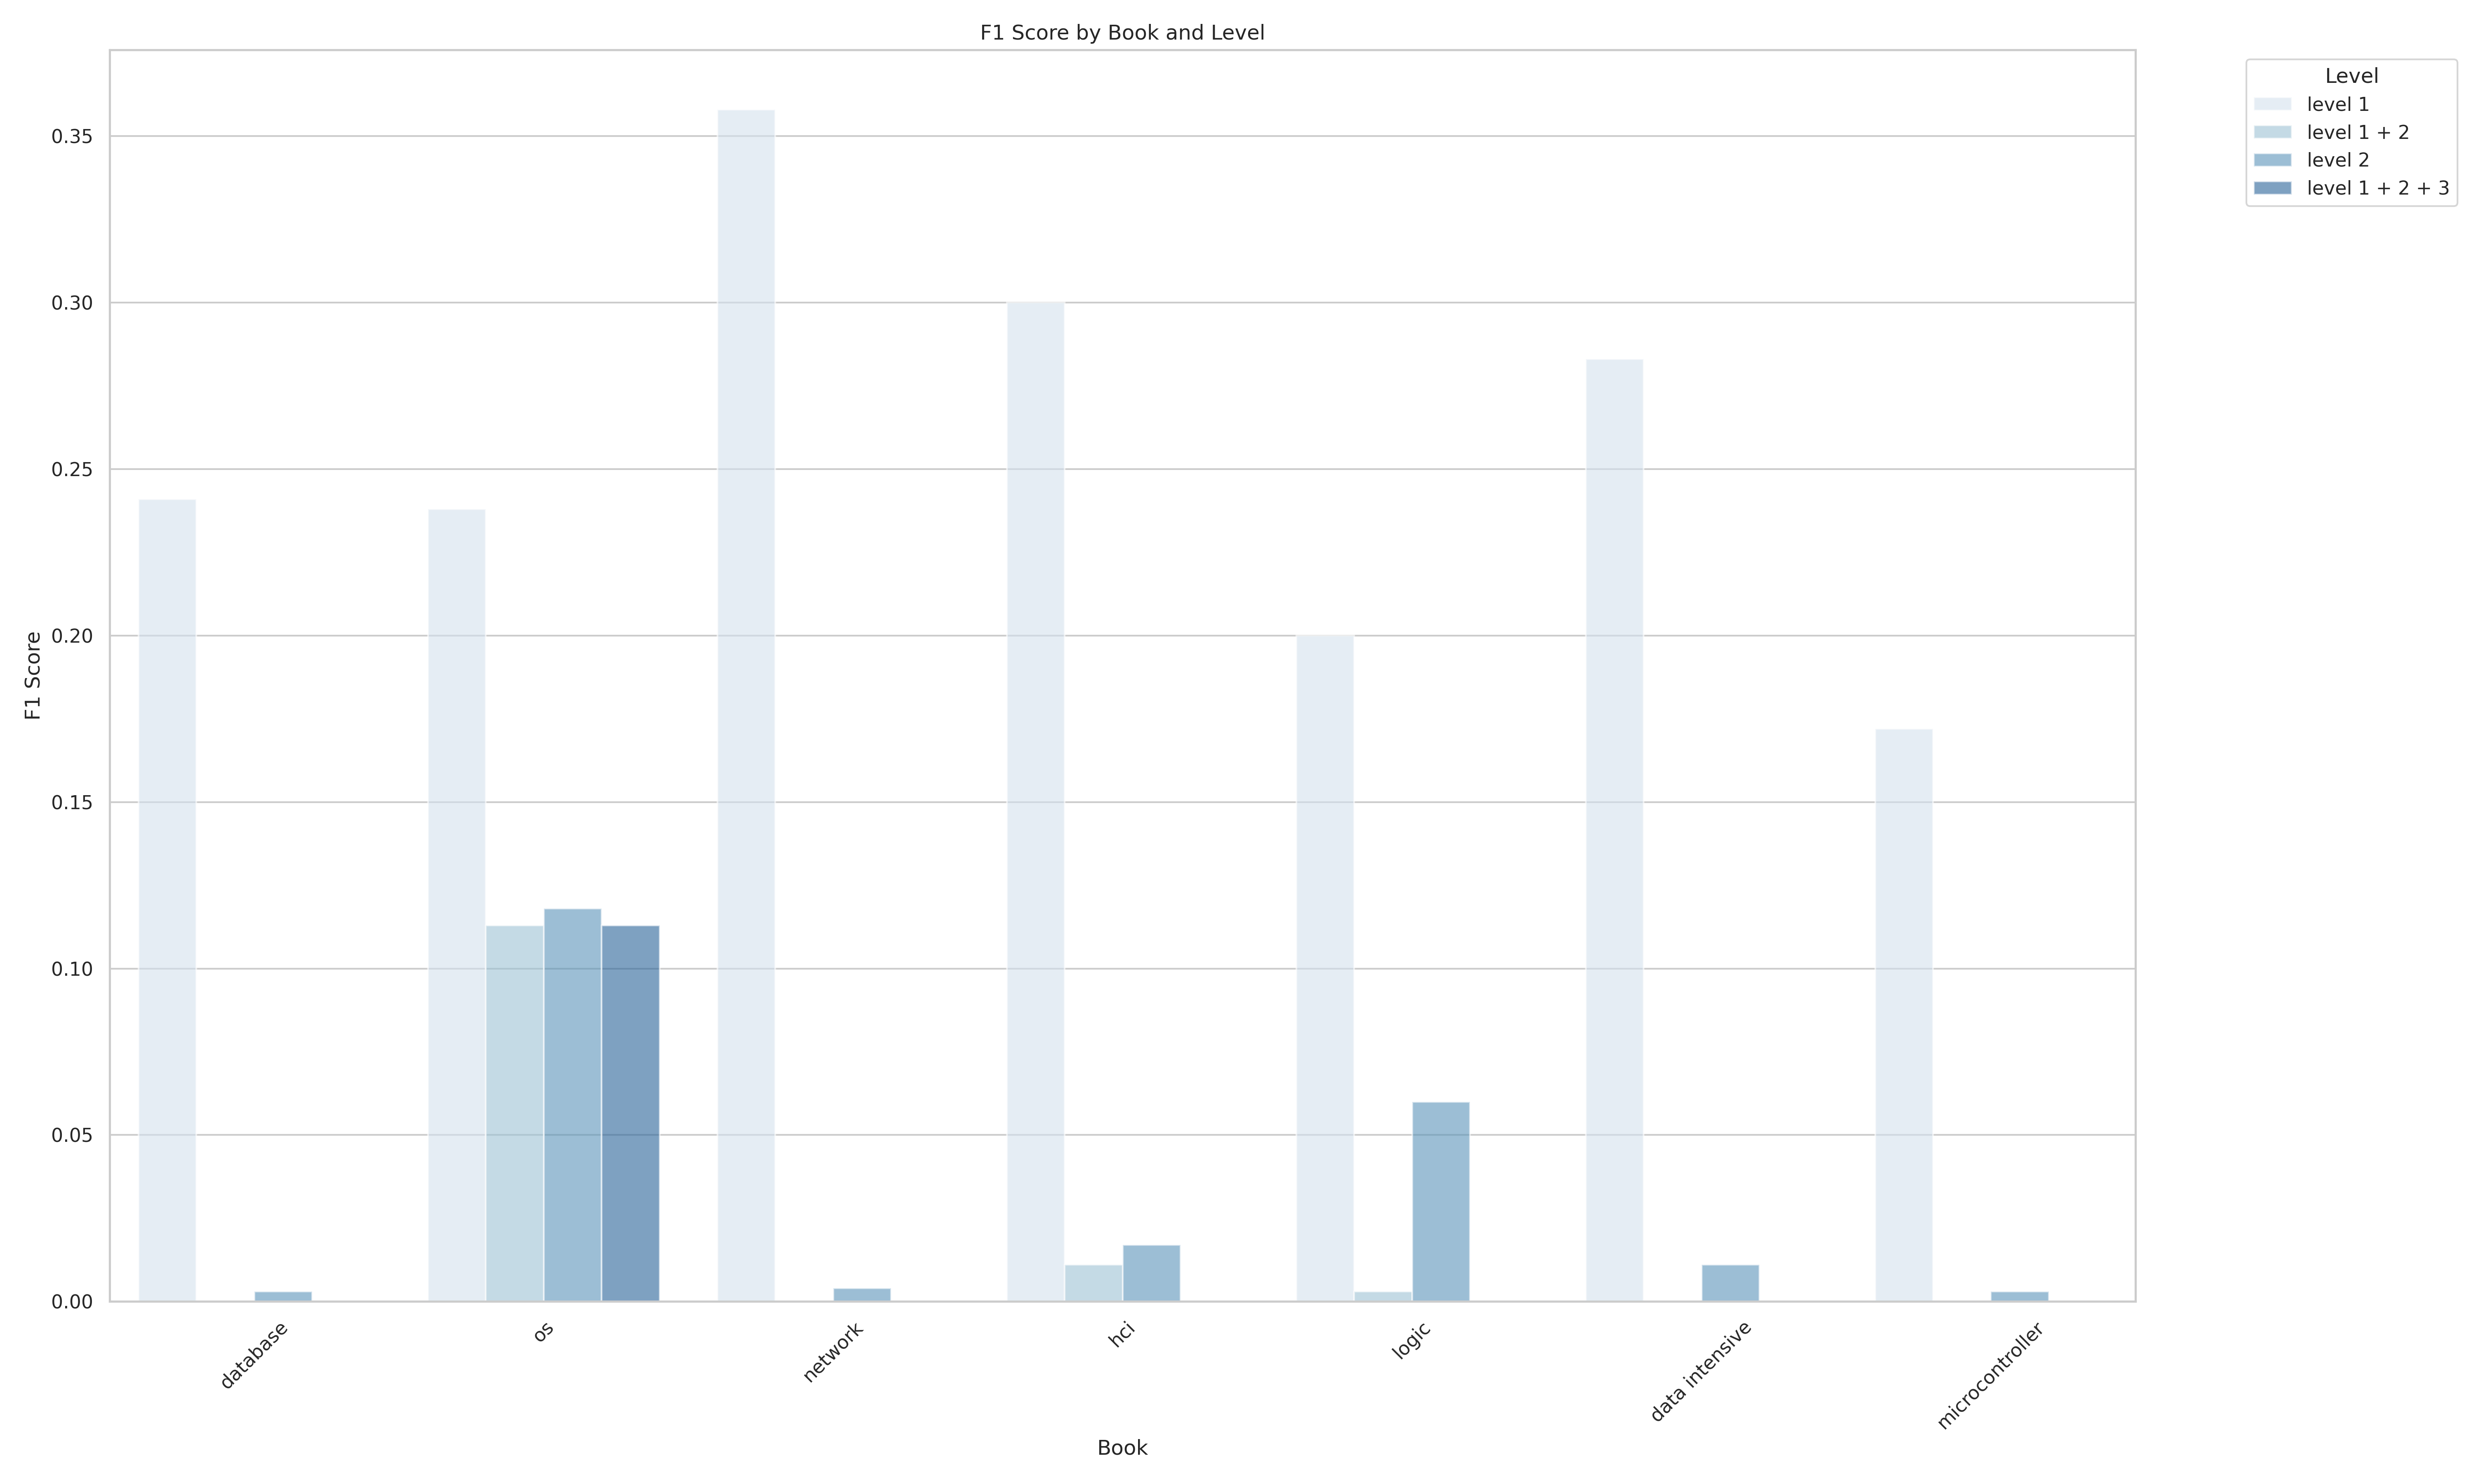 F1 Score by Book and Level
Level
level 1
level 1 + 2
level 2
level 1 + 2 + 3
F1 Score
0.35
0.30
0.25
0.20
0.15
0.10
0.05
0.00
database
os
network
hci
logic
data intensive
microcontroller
Book